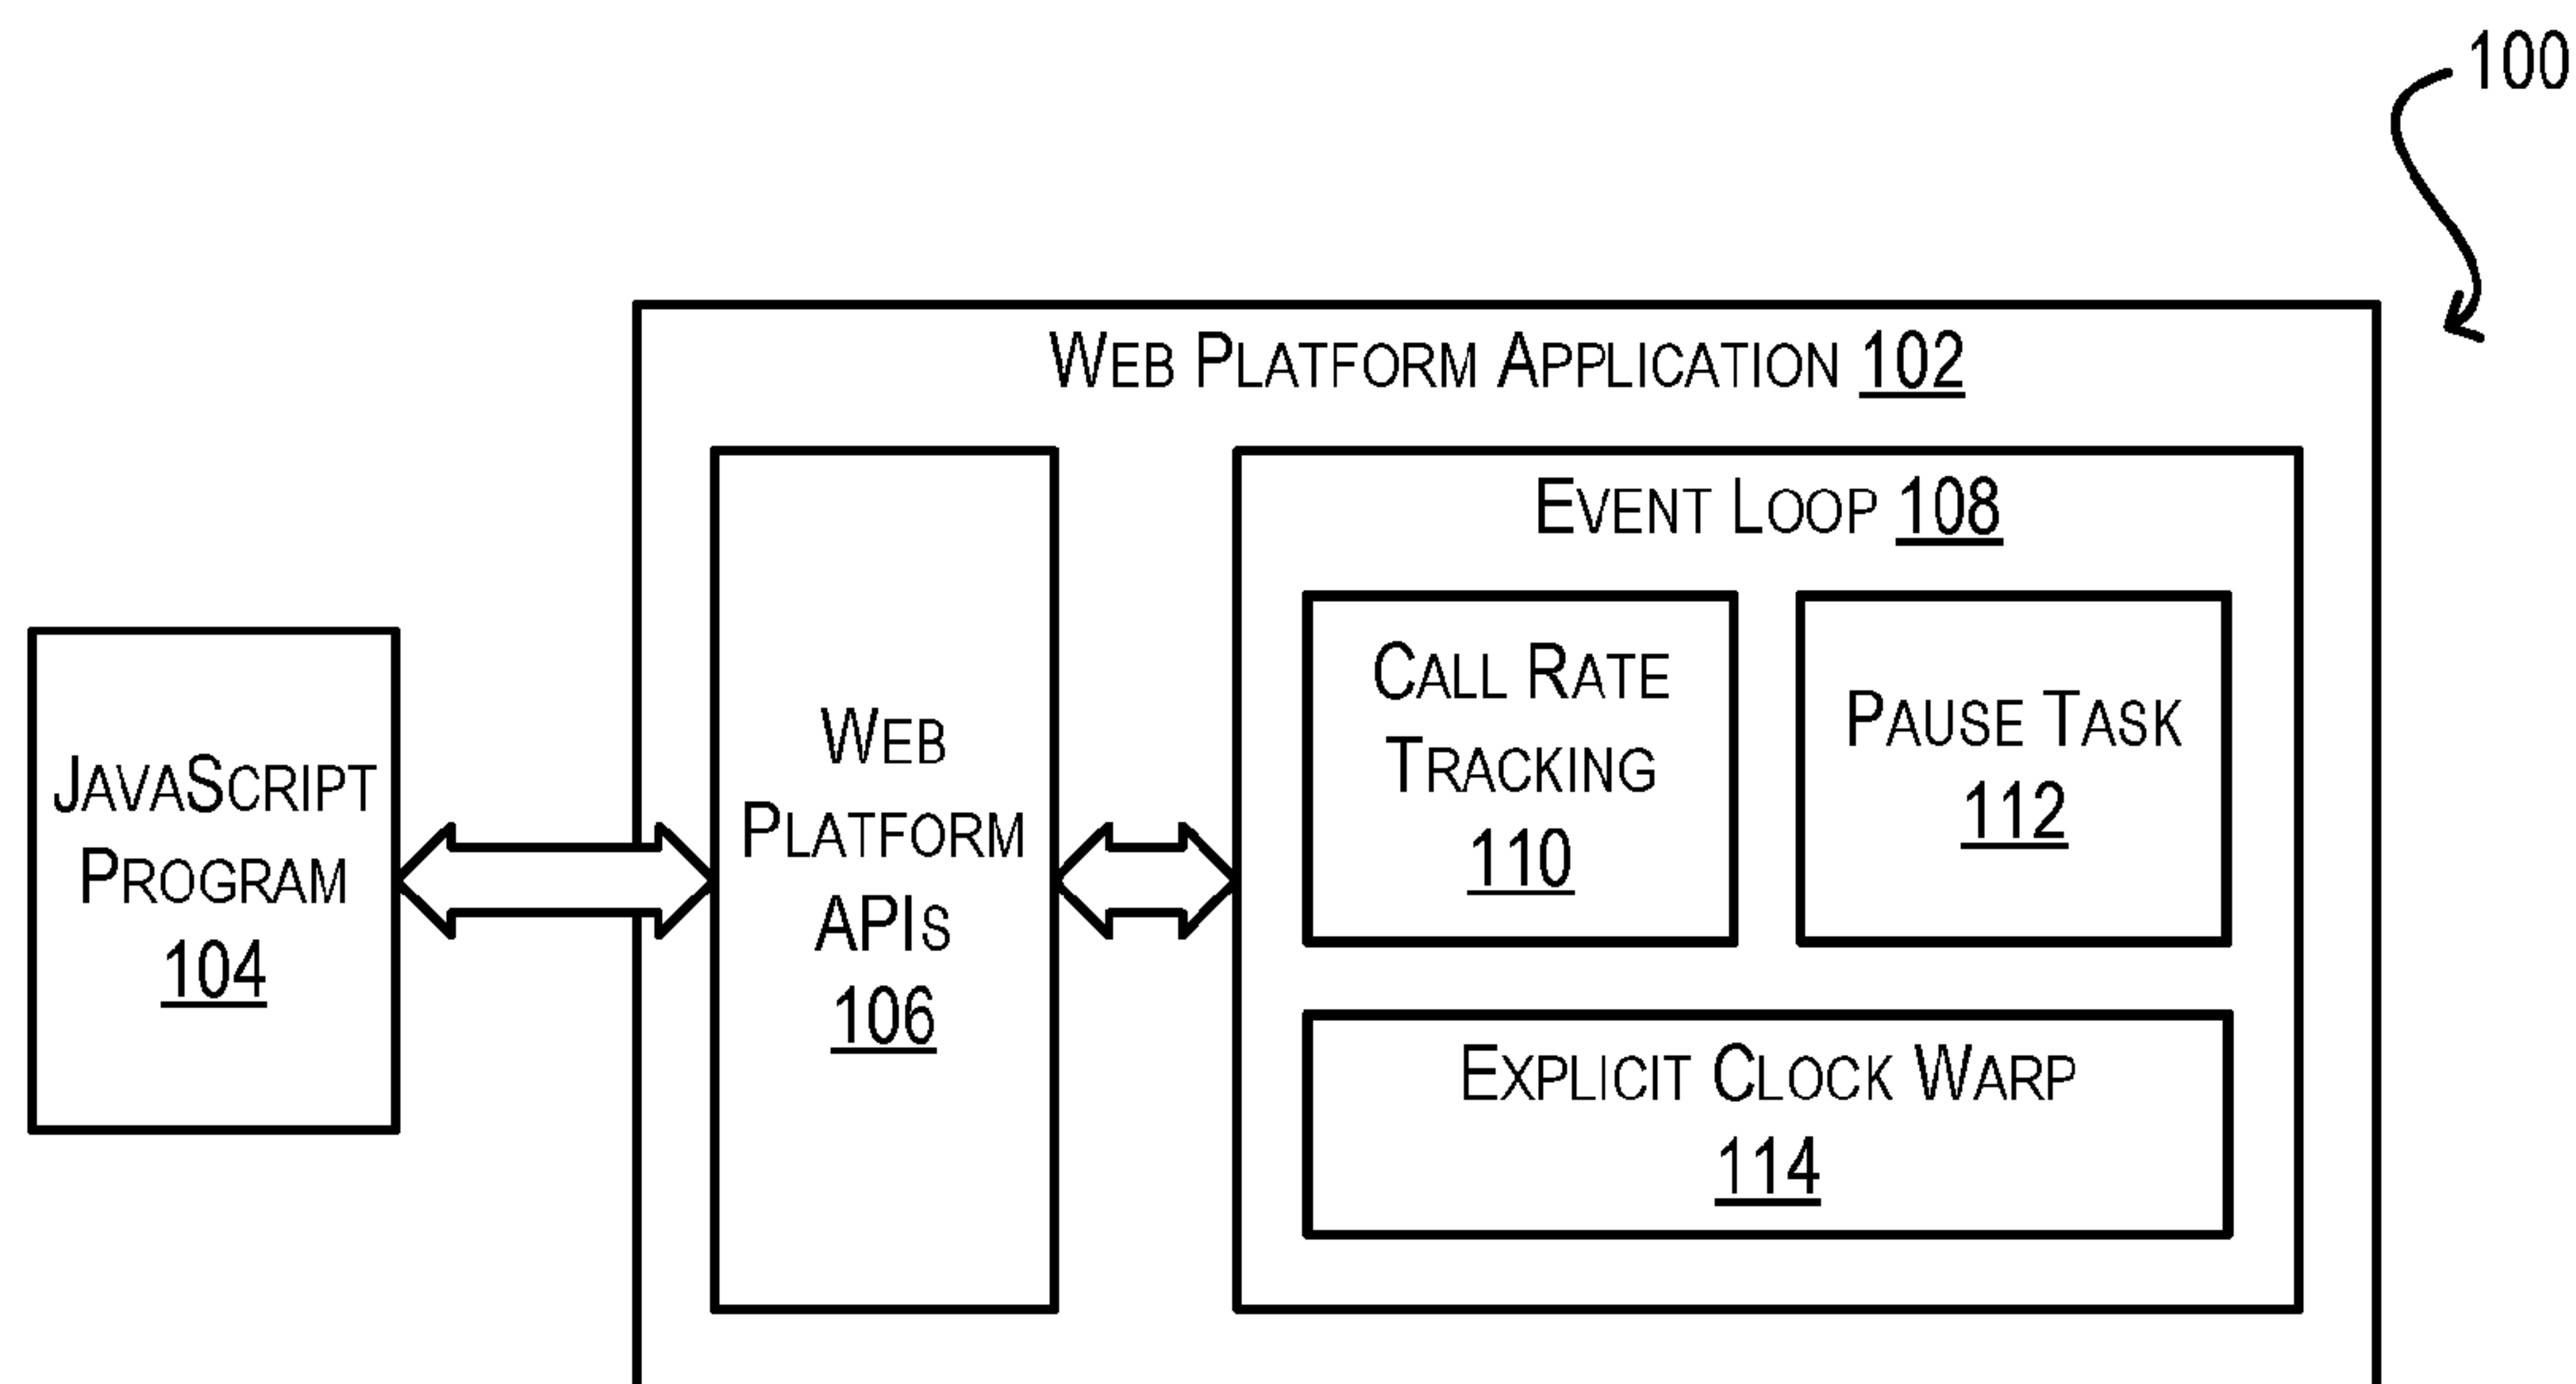 100
WEB PLATFORM APPLICATION 102
EVENT LOOP 108
CALL RATE
TRACKING
110
PAUSE TASK
112
JAVASCRIPT
PROGRAM
104
WEB
PLATFORM
APIS
106
EXPLICIT CLOCK WARP
114